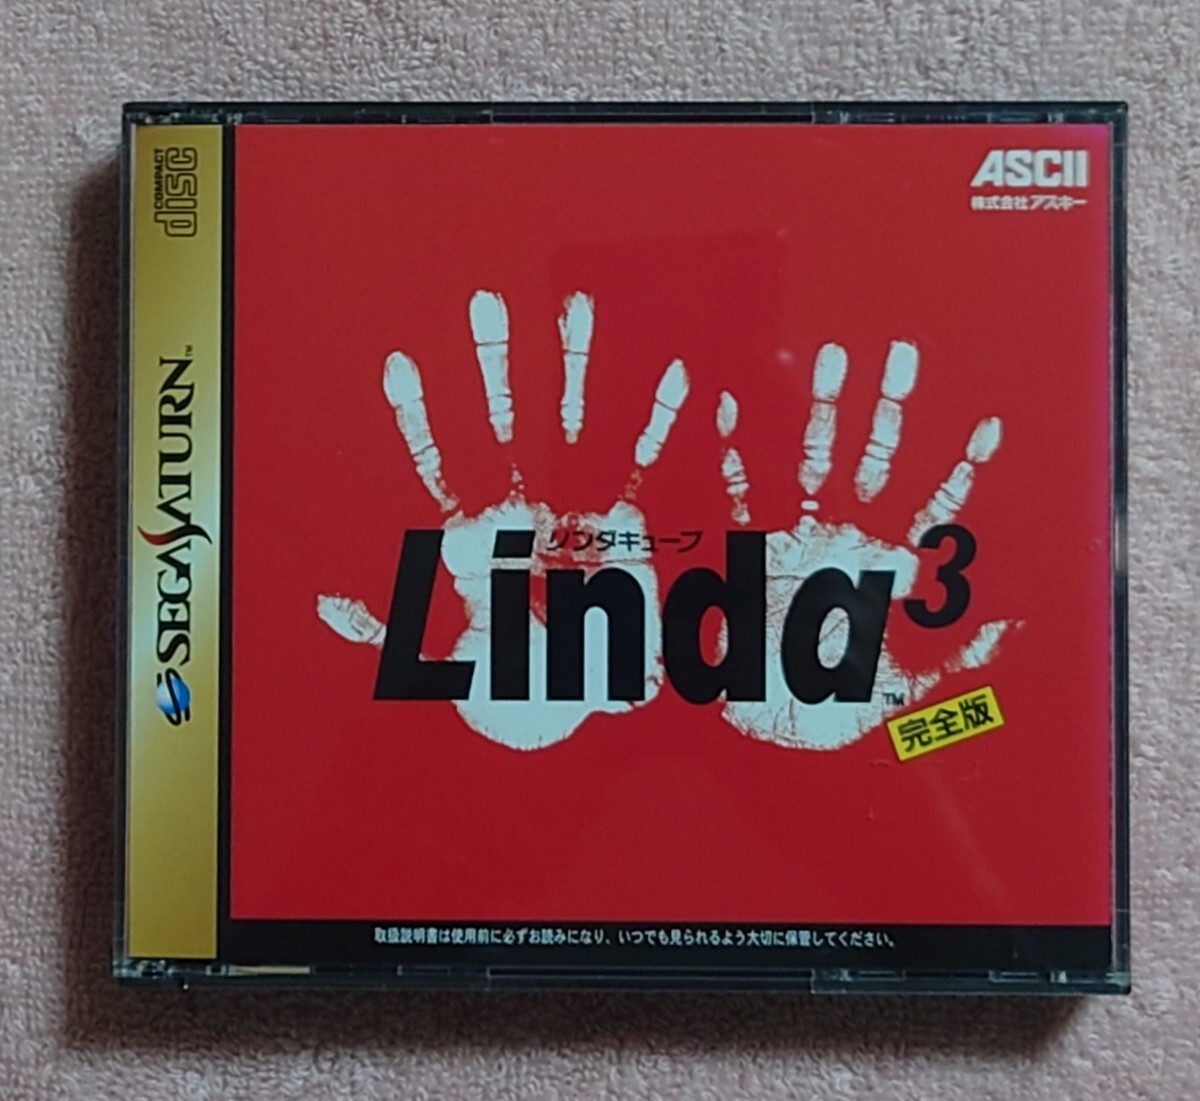 COMPACT
disc
SEGA SATURN™
ASCII
株式会社アスキー
リンダキューブ
Linda³™
完全版
取扱説明書は使用前に必ずお読みになり、いつでも見られるよう大切に保管してください。